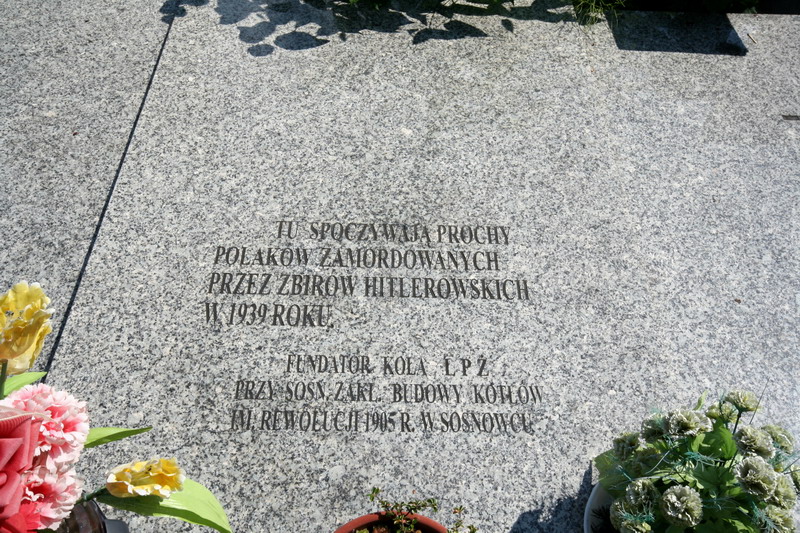 TU SPOCZYWAJĄ PROCHY
POLAKÓW ZAMORDOWANYCH
PRZEZ ZBIRÓW HITLEROWSKICH
W 1939 ROKU.
FUNDATOR KOŁA L P Ż
PRZY SOSN. ZAKŁ. BUDOWY KOTŁÓW
IM. REWOLUCJI 1905 R. W SOSNOWCU.